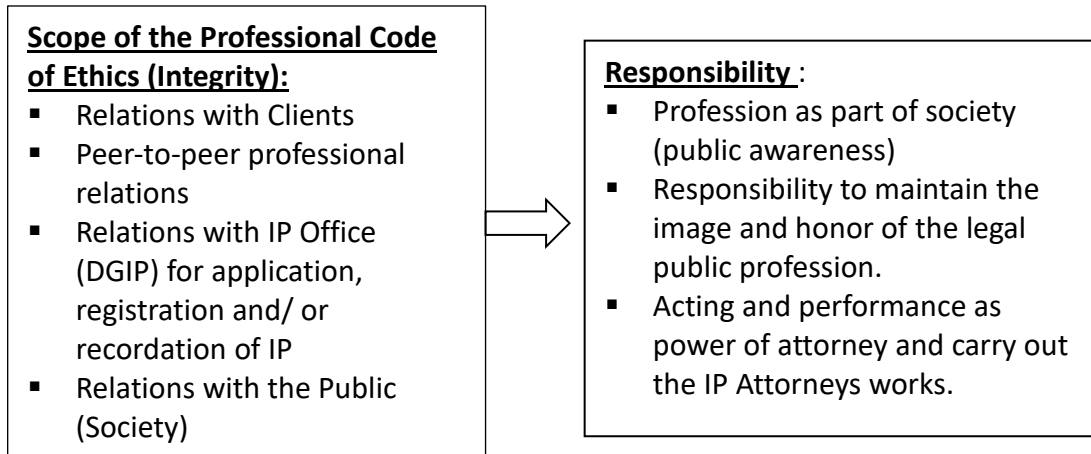 Scope of the Professional Code
of Ethics (Integrity):
▪ Relations with Clients
▪ Peer-to-peer professional
relations
▪ Relations with IP Office
(DGIP) for application,
registration and/ or
recordation of IP
▪ Relations with the Public
(Society)
Responsibility :
▪ Profession as part of society
(public awareness)
▪ Responsibility to maintain the
image and honor of the legal
public profession.
▪ Acting and performance as
power of attorney and carry out
the IP Attorneys works.